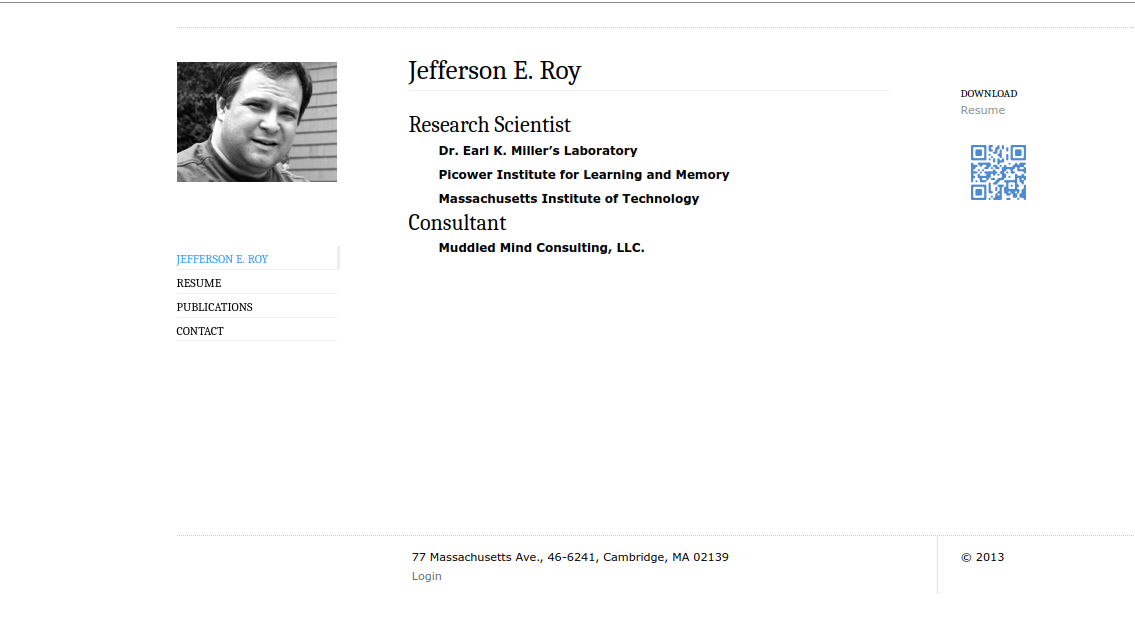 Jefferson E. Roy
DOWNLOAD
Resume
Research Scientist
Dr. Earl K. Miller’s Laboratory
Picower Institute for Learning and Memory
Massachusetts Institute of Technology
Consultant
Muddled Mind Consulting, LLC.
JEFFERSON E. ROY
RESUME
PUBLICATIONS
CONTACT
77 Massachusetts Ave., 46-6241, Cambridge, MA 02139
Login
© 2013